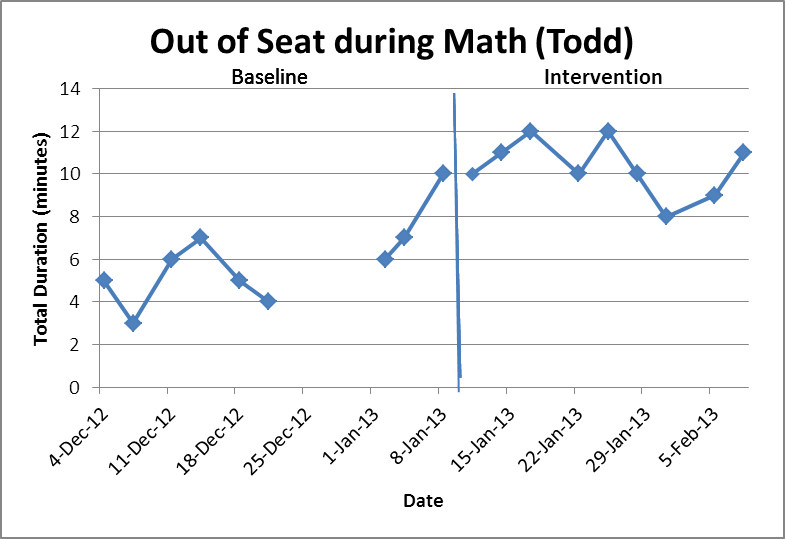 Out of Seat during Math (Todd)
Baseline Intervention
14
12
10
8
6
4
2
0
Total Duration (minutes)
4-Dec-12 11-Dec-12 18-Dec-12 25-Dec-12 1-Jan-13 8-Jan-13 15-Jan-13 22-Jan-13 29-Jan-13 5-Feb-13
Date